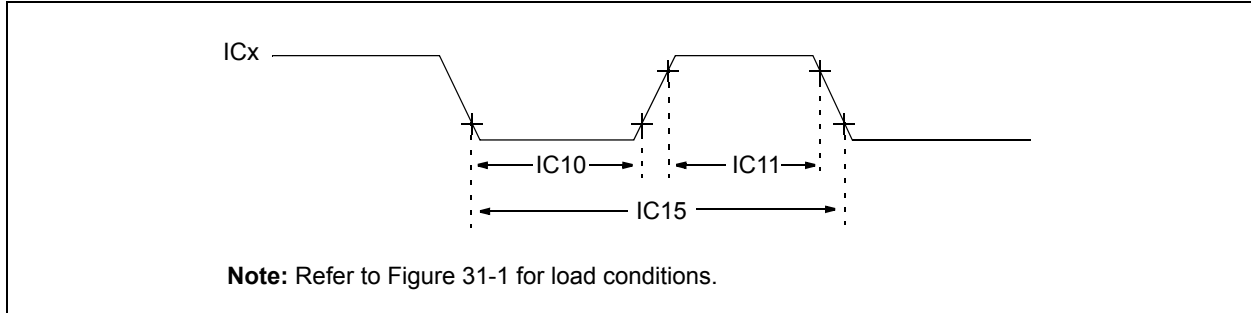 ICx
IC10
IC11
IC15
Note: Refer to Figure 31-1 for load conditions.